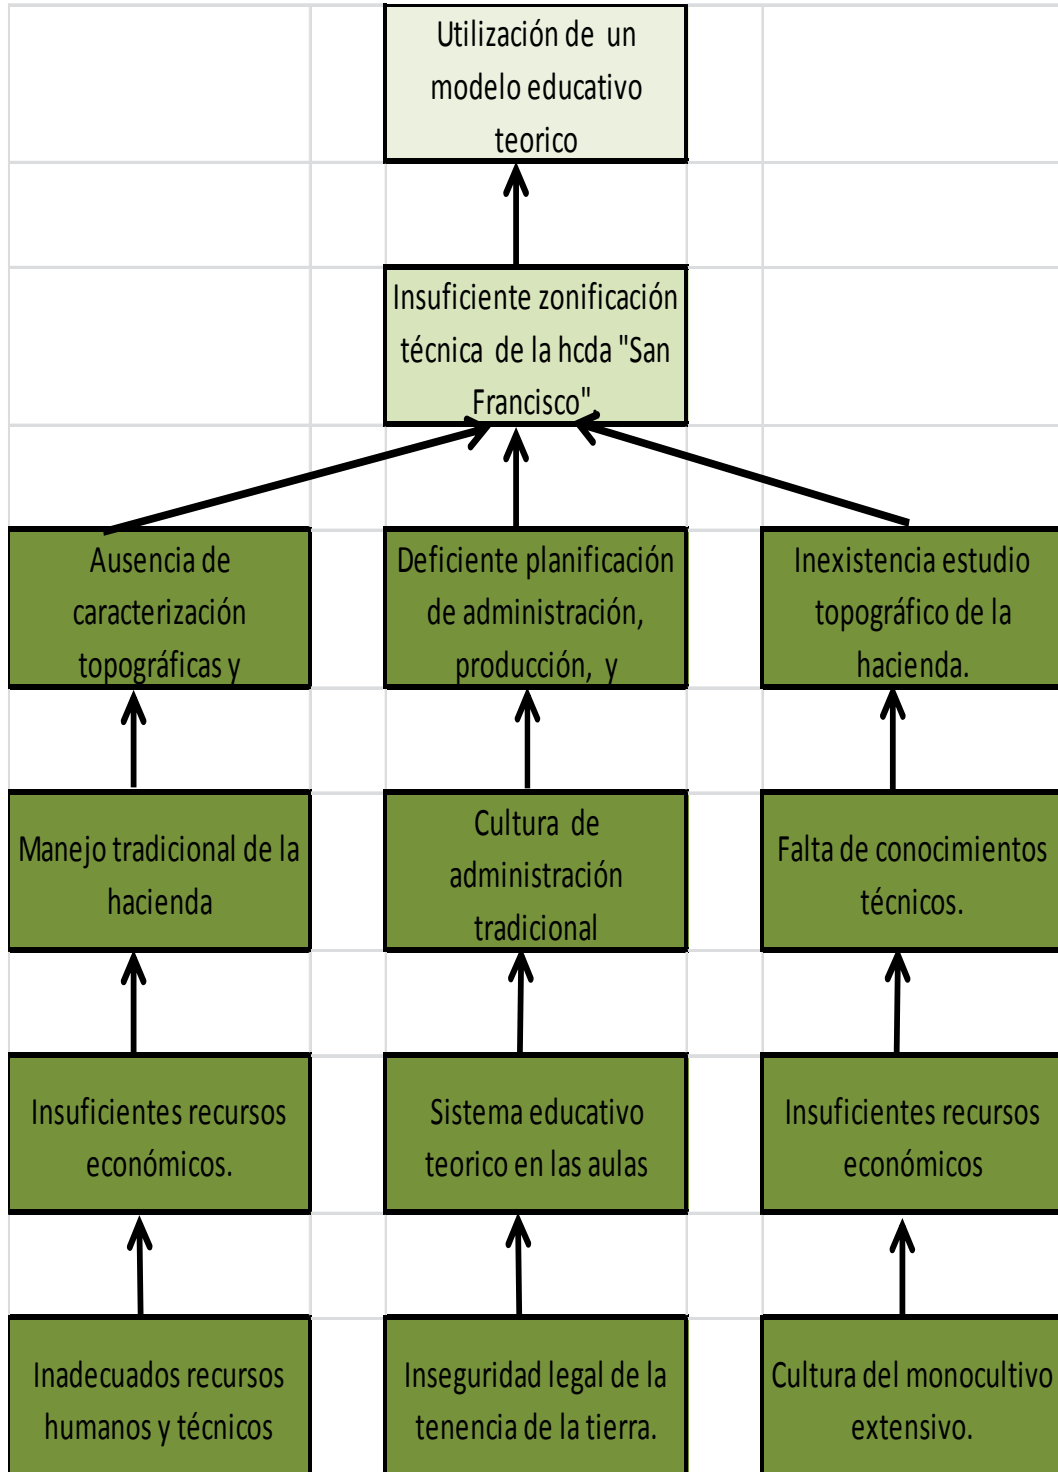 Utilización de un
modelo educativo
teorico
Insuficiente zonificación
técnica de la hcda "San
Francisco".
Ausencia de
caracterización
topográficas y
Deficiente planificación
de administración,
producción, y
Inexistencia estudio
topográfico de la
hacienda.
Manejo tradicional de la
hacienda
Cultura de
administración
tradicional
Falta de conocimientos
técnicos.
Insuficientes recursos
económicos.
Sistema educativo
teorico en las aulas
Insuficientes recursos
económicos
Inadecuados recursos
humanos y técnicos
Inseguridad legal de la
tenencia de la tierra.
Cultura del monocultivo
extensivo.